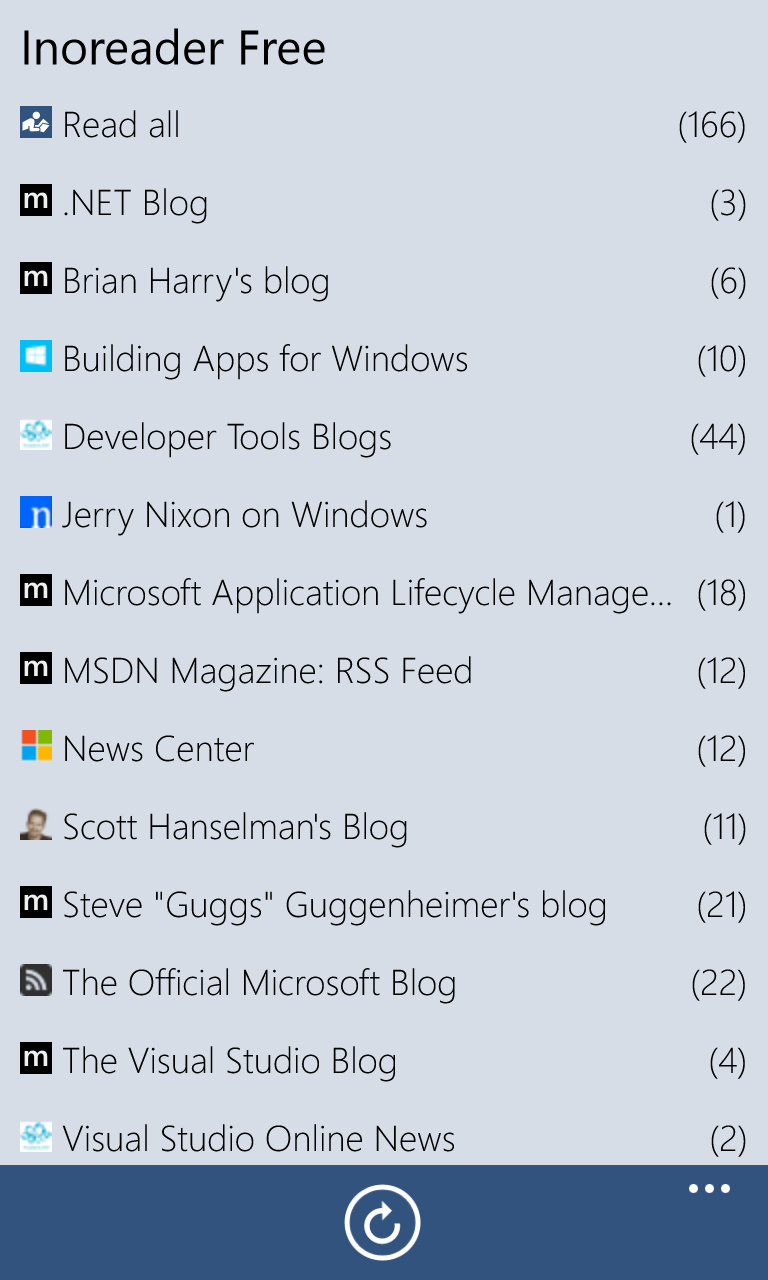 Inoreader Free
Read all (166)
m .NET Blog (3)
m Brian Harry's blog (6)
Building Apps for Windows (10)
Developer Tools Blogs (44)
n Jerry Nixon on Windows (1)
m Microsoft Application Lifecycle Manage... (18)
m MSDN Magazine: RSS Feed (12)
News Center (12)
Scott Hanselman's Blog (11)
m Steve "Guggs" Guggenheimer's blog (21)
The Official Microsoft Blog (22)
m The Visual Studio Blog (4)
Visual Studio Online News (2)